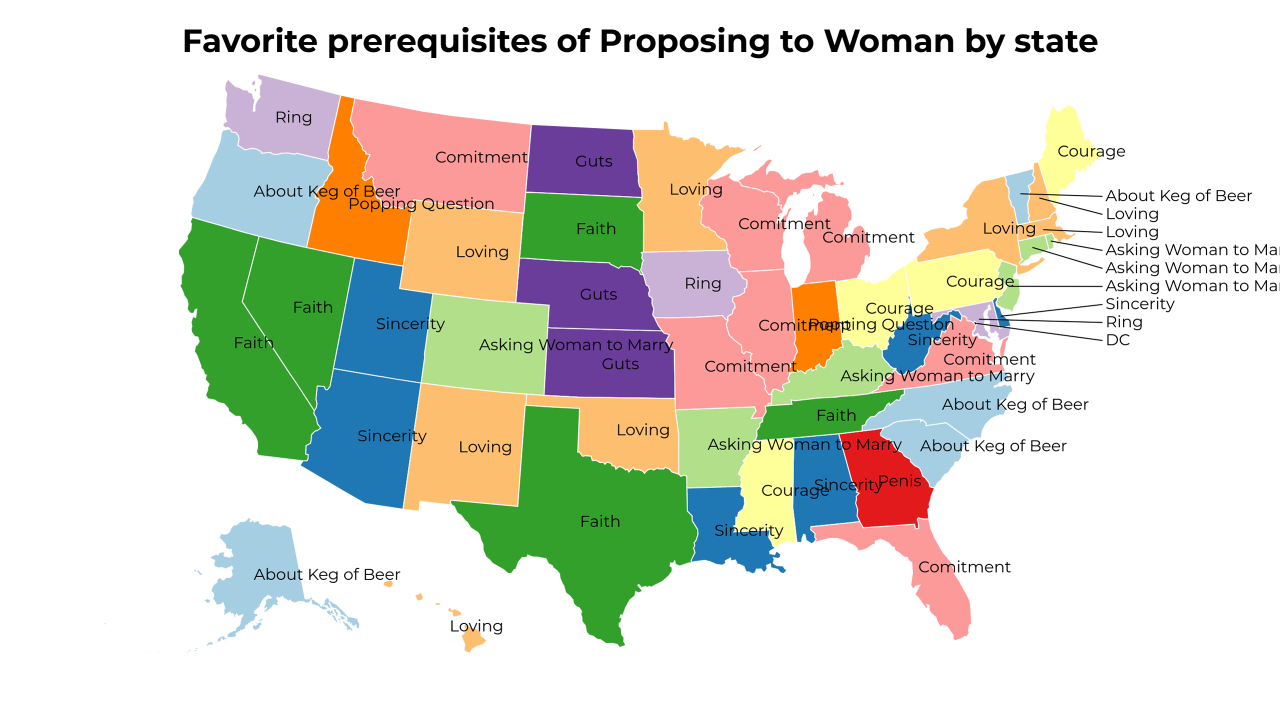 Favorite prerequisites of Proposing to Woman by state
Ring
Comitment
Guts
Loving
Courage
About Keg of Beer
Popping Question
About Keg of Beer
Loving
Loving
Faith
Comitment
Comitment
Loving
Loving
Asking Woman to Mar
Asking Woman to Mar
Asking Woman to Mar
Ring
Courage
Guts
Sincerity
Faith
Courage
Sincerity
Comitment
Popping Question
Ring
DC
Sincerity
Faith
Asking Woman to Marry
Guts
Comitment
Comitment
Asking Woman to Marry
About Keg of Beer
Faith
Loving
Sincerity
Loving
Asking Woman to Marry
About Keg of Beer
Courage
Sincerity
Penis
Faith
Sincerity
Comitment
About Keg of Beer
Loving